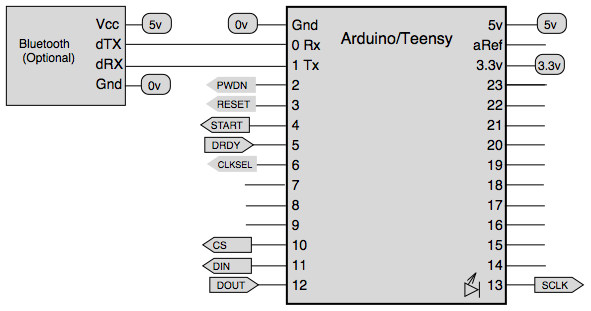 Vcc 5v 0v Gnd 5v 5v
Bluetooth dTX 0 Rx Arduino/Teensy aRef
(Optional) dRX 1 Tx 3.3v 3.3v
Gnd 0v PWDN 2 23
RESET 3 22
START 4 21
DRDY 5 20
CLKSEL 6 19
7 18
8 17
9 16
CS 10 15
DIN 11 14
DOUT 12 13 SCLK